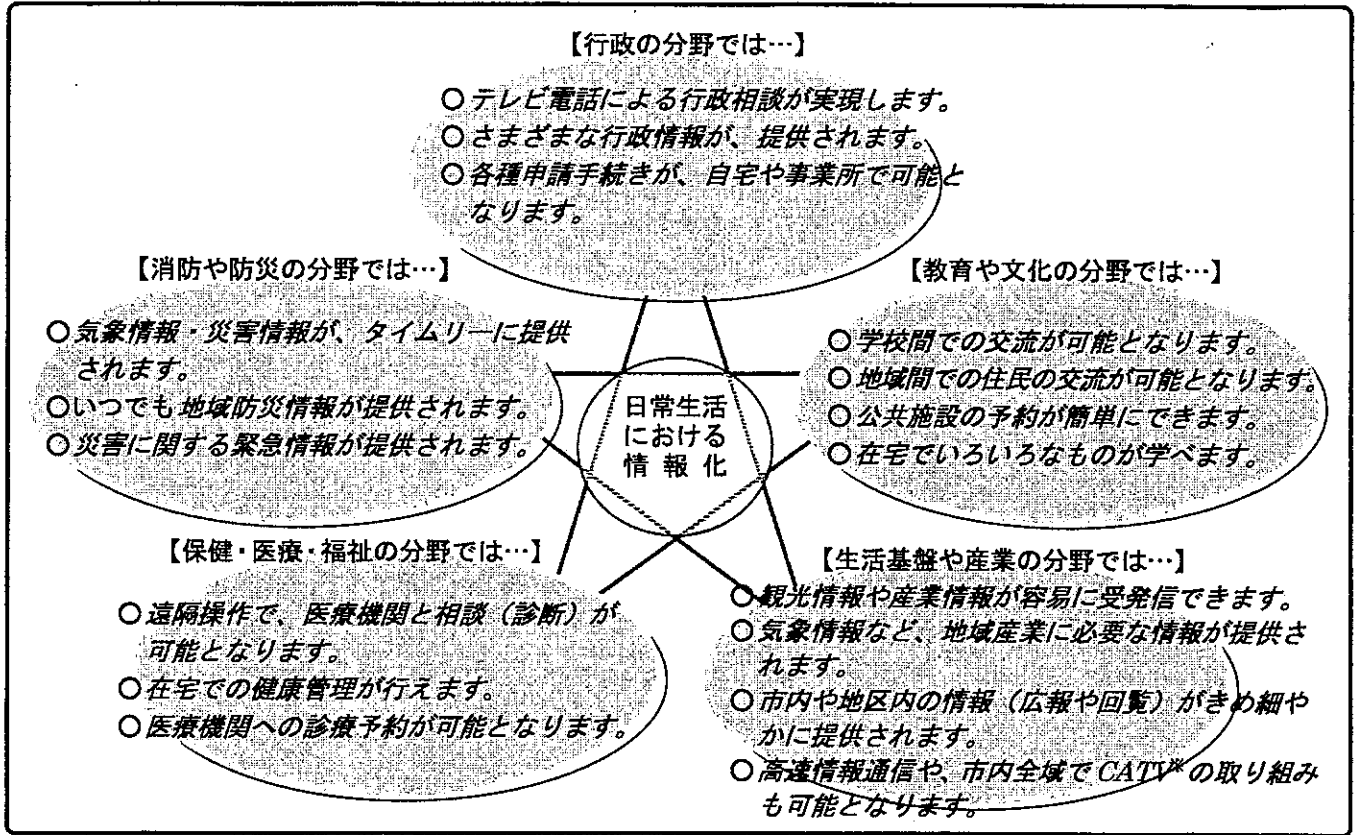 【行政の分野では…】
○テレビ電話による行政相談が実現します。
○さまざまな行政情報が、提供されます。
○各種申請手続きが、自宅や事業所で可能と
なります。
【消防や防災の分野では…】
○気象情報・災害情報が、タイムリーに提供
されます。
○いつでも地域防災情報が提供されます。
○災害に関する緊急情報が提供されます。
【教育や文化の分野では…】
○学校間での交流が可能となります。
○地域間での住民の交流が可能となります。
○公共施設の予約が簡単にできます。
○在宅でいろいろなものが学べます。
日常生活
における
情報化
【保健・医療・福祉の分野では…】
○遠隔操作で、医療機関と相談（診断）が
可能となります。
○在宅での健康管理が行えます。
○医療機関への診療予約が可能となります。
【生活基盤や産業の分野では…】
○観光情報や産業情報が容易に受発信できます。
○気象情報など、地域産業に必要な情報が提供さ
れます。
○市内や地区内の情報（広報や回覧）がきめ細や
かに提供されます。
○高速情報通信や、市内全域でCATV※の取り組み
も可能となります。